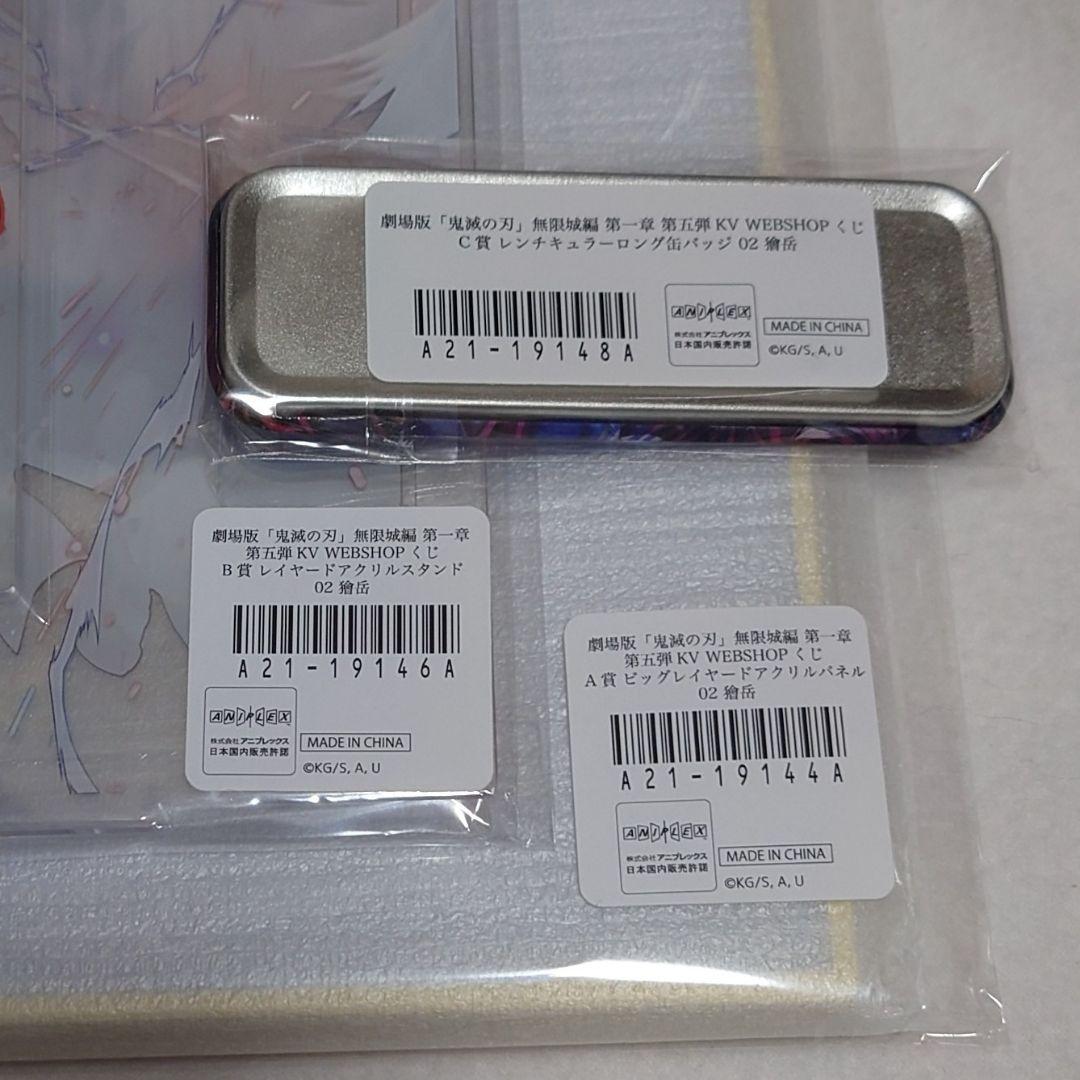 劇場版「鬼滅の刃」無限城編 第一章 第五弾 KV WEBSHOP くじ
C 賞 レンチキュラーロング缶バッジ 02 獪岳
A21-19148A
ANIPLEX
株式会社 アニプレックス
日本国内販売許諾
MADE IN CHINA
©KG/S, A, U
劇場版「鬼滅の刃」無限城編 第一章
第五弾 KV WEBSHOP くじ
B 賞 レイヤードアクリルスタンド
02 獪岳
A21-19146A
ANIPLEX
株式会社 アニプレックス
日本国内販売許諾
MADE IN CHINA
©KG/S, A, U
劇場版「鬼滅の刃」無限城編 第一章
第五弾 KV WEBSHOP くじ
A 賞 ビッグレイヤードアクリルパネル
02 獪岳
A21-19144A
ANIPLEX
株式会社 アニプレックス
日本国内販売許諾
MADE IN CHINA
©KG/S, A, U